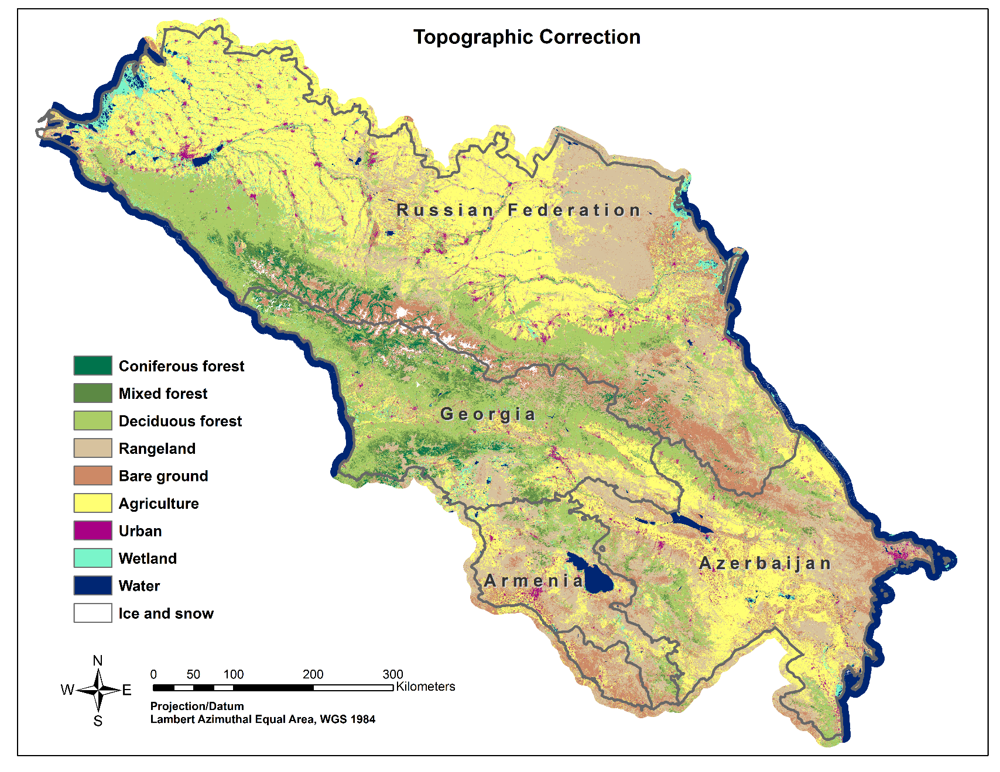 Topographic Correction
Russian Federation
Georgia
Azerbaijan
Armenia
Coniferous forest
Mixed forest
Deciduous forest
Rangeland
Bare ground
Agriculture
Urban
Wetland
Water
Ice and snow
N
W E
S
0 50 100 200 300
Kilometers
Projection/Datum
Lambert Azimuthal Equal Area, WGS 1984